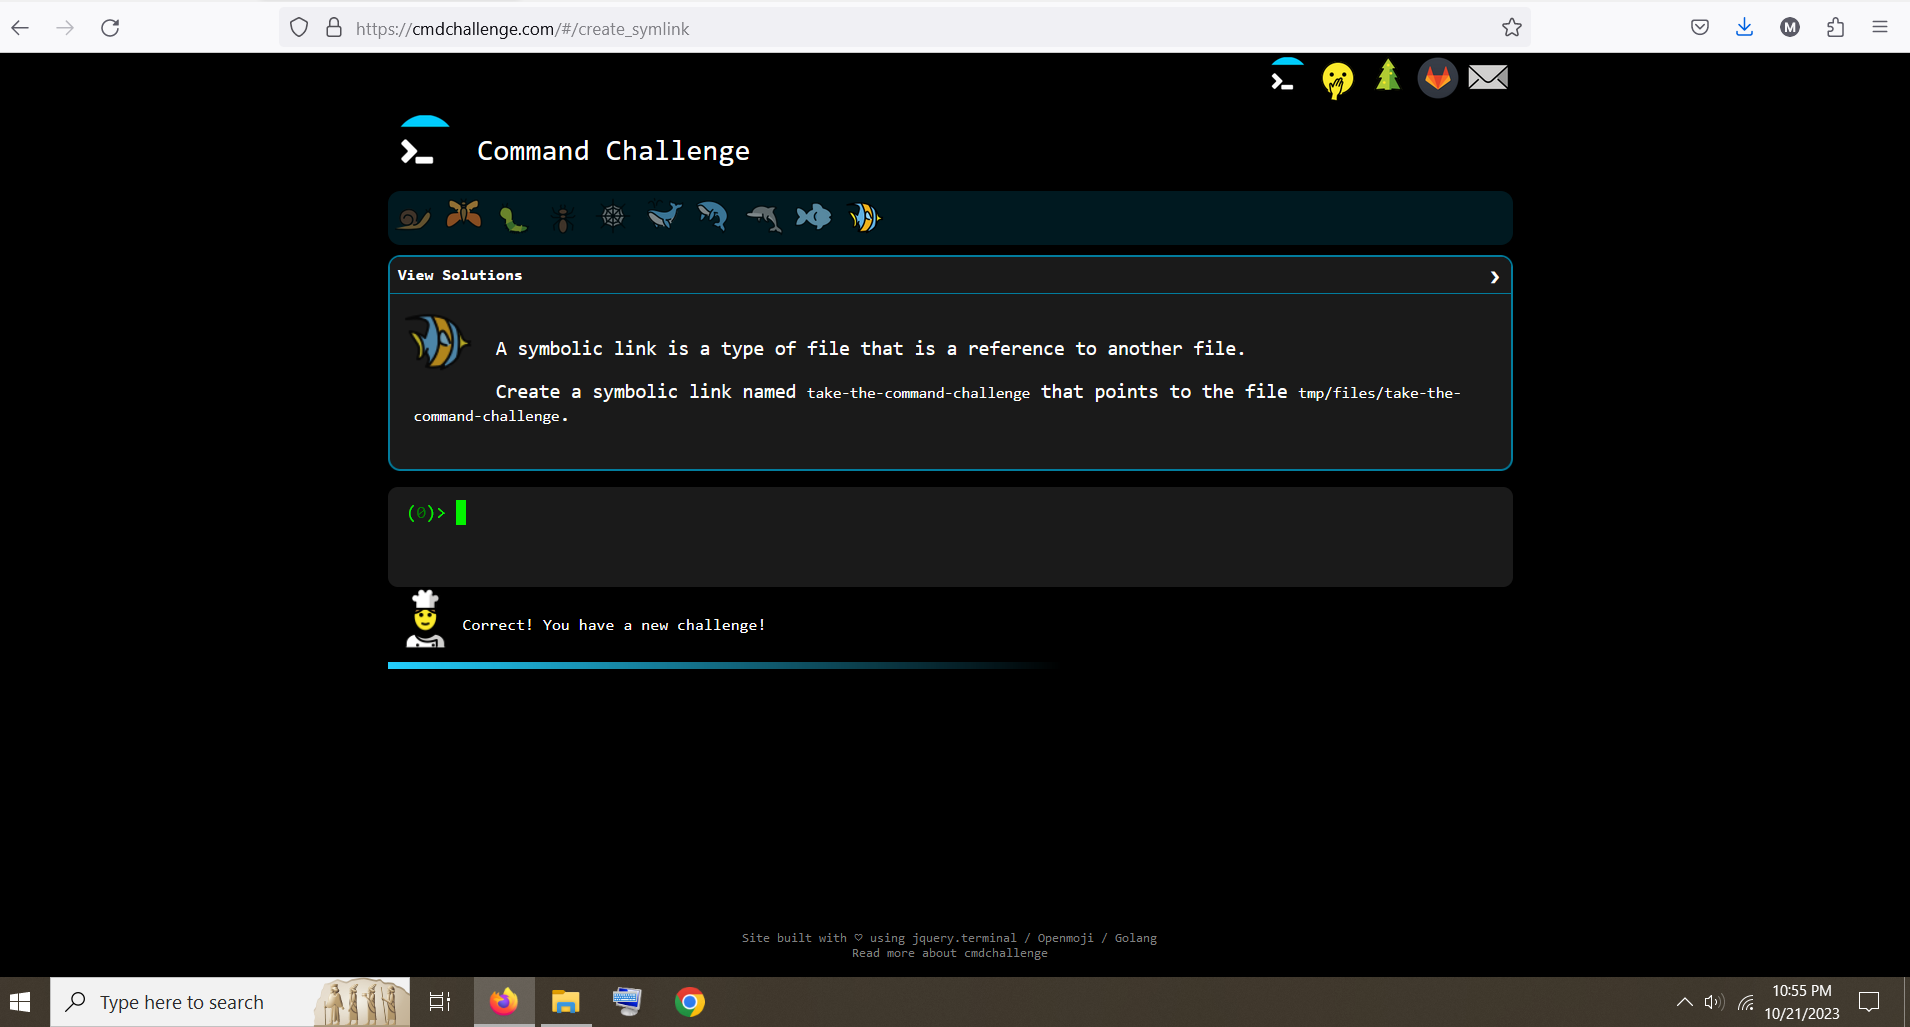 https://cmdchallenge.com/#/create_symlink
M
Command Challenge
View Solutions
A symbolic link is a type of file that is a reference to another file.
Create a symbolic link named take-the-command-challenge that points to the file tmp/files/take-the-
command-challenge.
(0)>
Correct! You have a new challenge!
Site built with ♡ using jquery.terminal / Openmoji / Golang
Read more about cmdchallenge
Type here to search
10:55 PM
10/21/2023